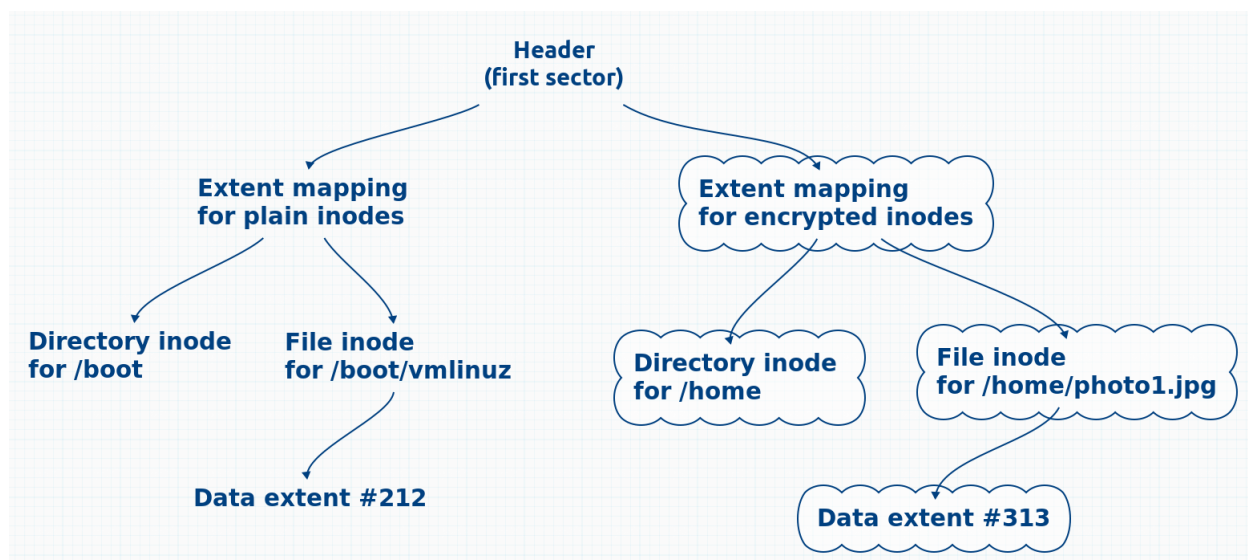 Header
(first sector)
Extent mapping
for plain inodes
Extent mapping
for encrypted inodes
Directory inode
for /boot
File inode
for /boot/vmlinuz
Directory inode
for /home
File inode
for /home/photo1.jpg
Data extent #212
Data extent #313